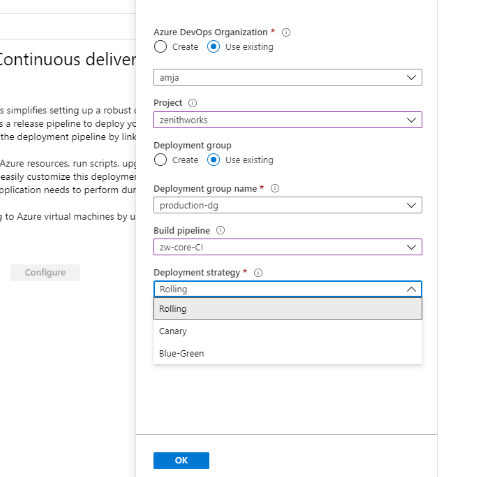 Azure DevOps Organization *
Create Use existing
Continuous deliver
amja
Project
s simplifies setting up a robust
s a release pipeline to deploy yo
zenithworks
the deployment pipeline by link
Deployment group
Create Use existing
Azure resources, run scripts, upg
easily customize this deployme
Deployment group name *
pplication needs to perform dur
production-dg
g to Azure virtual machines by u
Build pipeline
zw-core-CI
Configure
Deployment strategy *
Rolling
Rolling
Canary
Blue-Green
OK